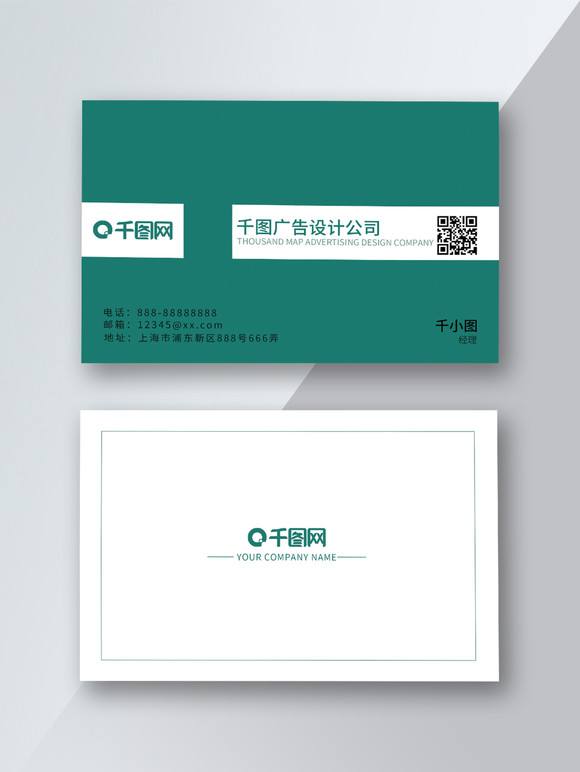 千图网
千图广告设计公司
THOUSAND MAP ADVERTISING DESIGN COMPANY
电话：888-88888888
邮箱：12345@xx.com
地址：上海市浦东新区888号666弄
千小图
经理
千图网
YOUR COMPANY NAME